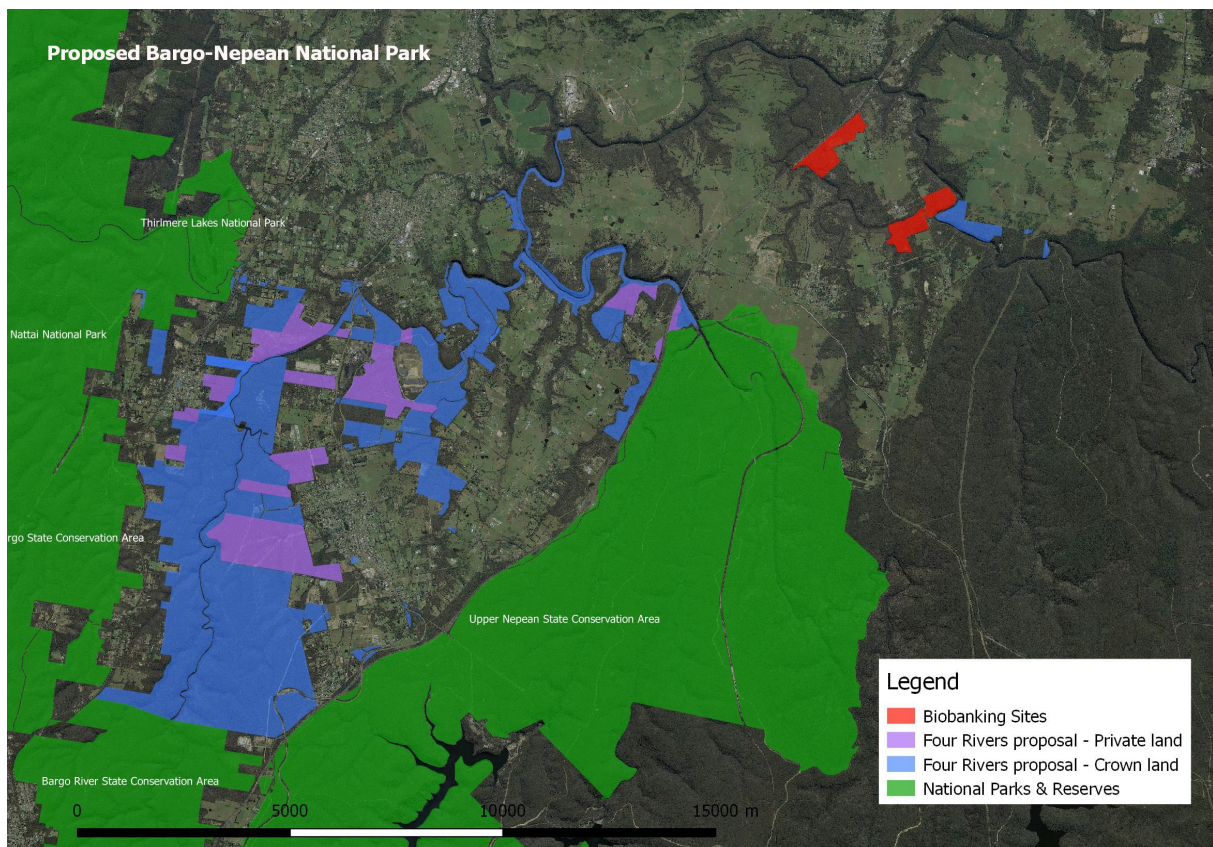 Proposed Bargo-Nepean National Park
Thirlmere Lakes National Park
Nattai National Park
rgo State Conservation Area
Upper Nepean State Conservation Area
Bargo River State Conservation Area
0 5000 10000 15000 m
Legend
Biobanking Sites
Four Rivers proposal - Private land
Four Rivers proposal - Crown land
National Parks & Reserves